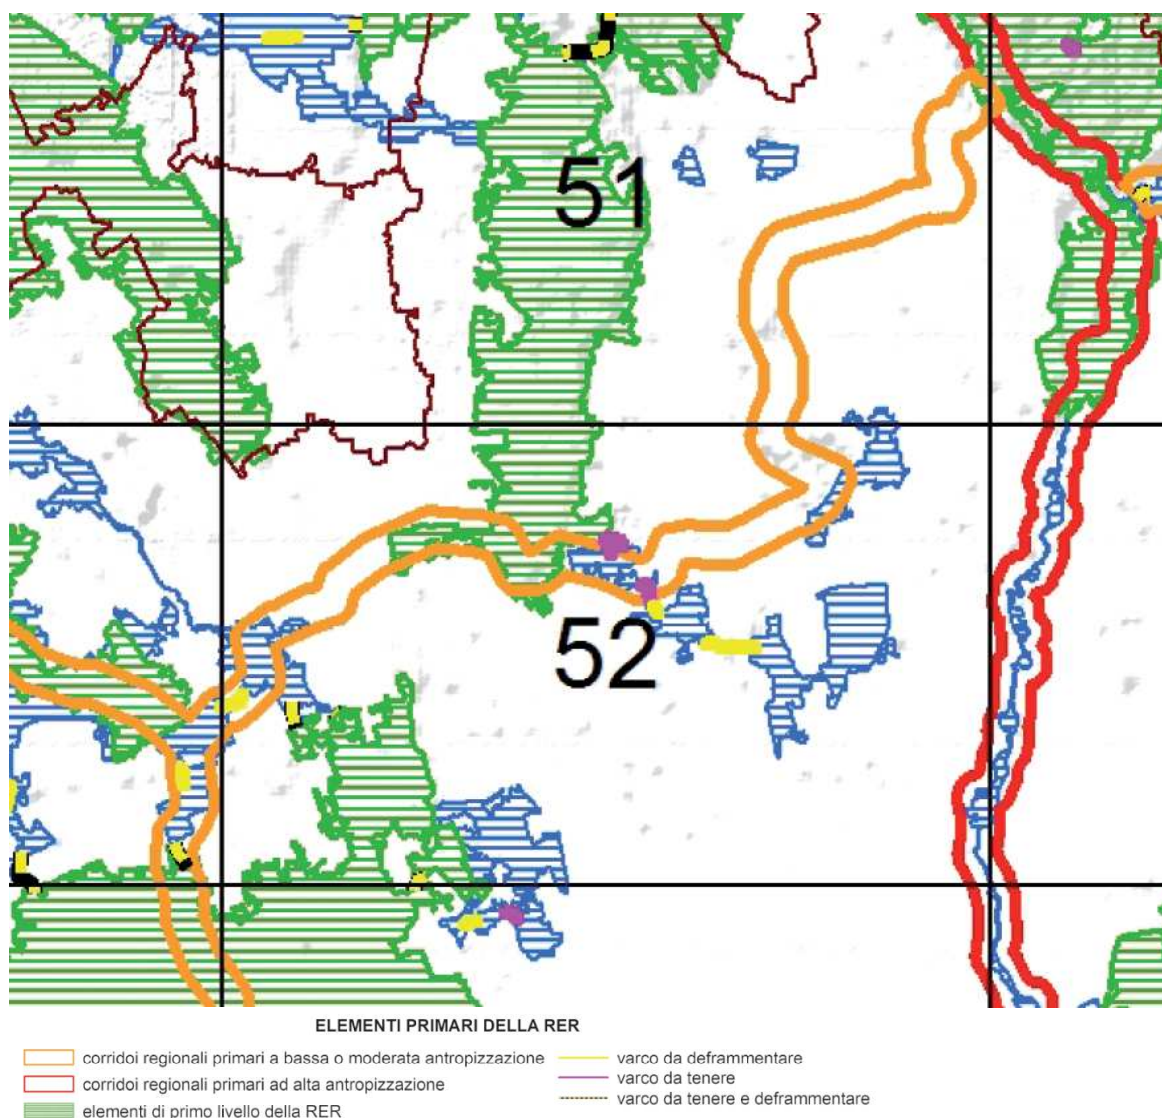 51
52
ELEMENTI PRIMARI DELLA RER
corridoi regionali primari a bassa o moderata antropizzazione
corridoi regionali primari ad alta antropizzazione
elementi di primo livello della RER
varco da deframmentare
varco da tenere
varco da tenere e deframmentare